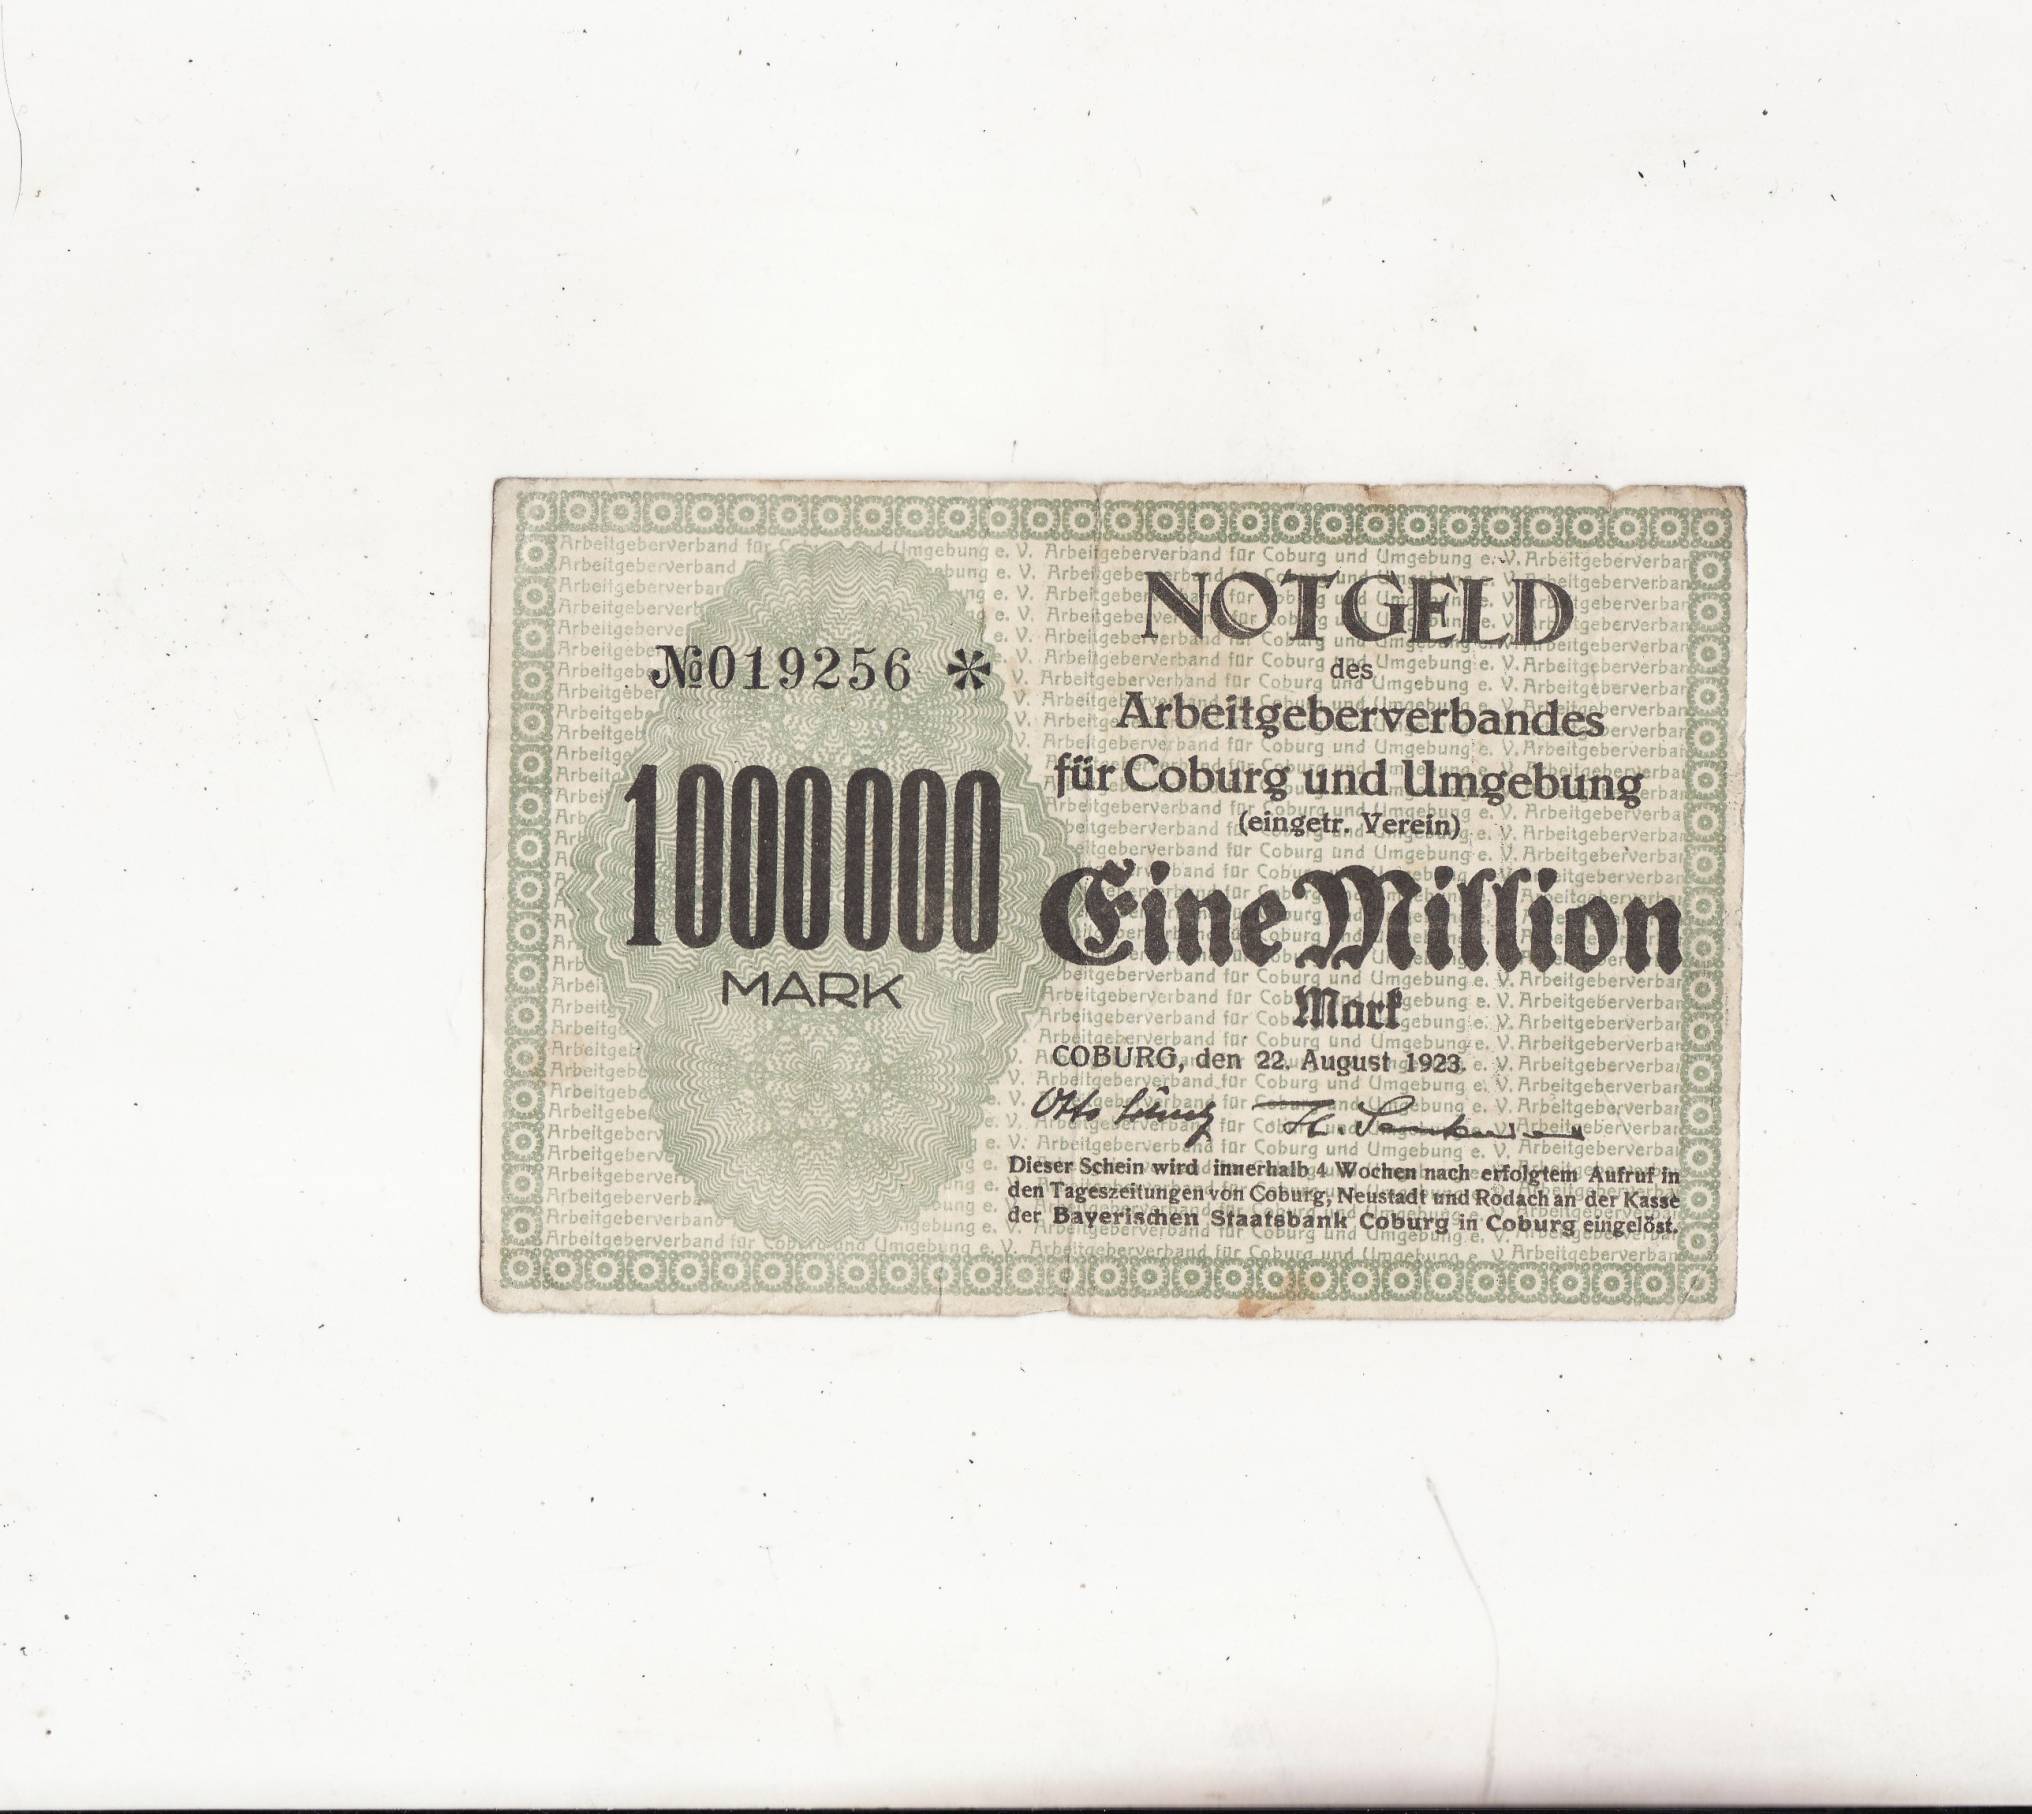 №019256 *
1000000
MARK
NOTGELD
des
Arbeitgeberverbandes
für Coburg und Umgebung
(eingetr. Verein)
Eine Million
Mark
COBURG, den 22. August 1923.
Otto
Dieser Schein wird innerhalb 4 Wochen nach erfolgtem Aufruf in
den Tageszeitungen von Coburg, Neustadt und Rodach an der Kasse
der Bayerischen Staatsbank Coburg in Coburg eingelöst.
Arbeitgeberverband für Coburg und Umgebung e. V.